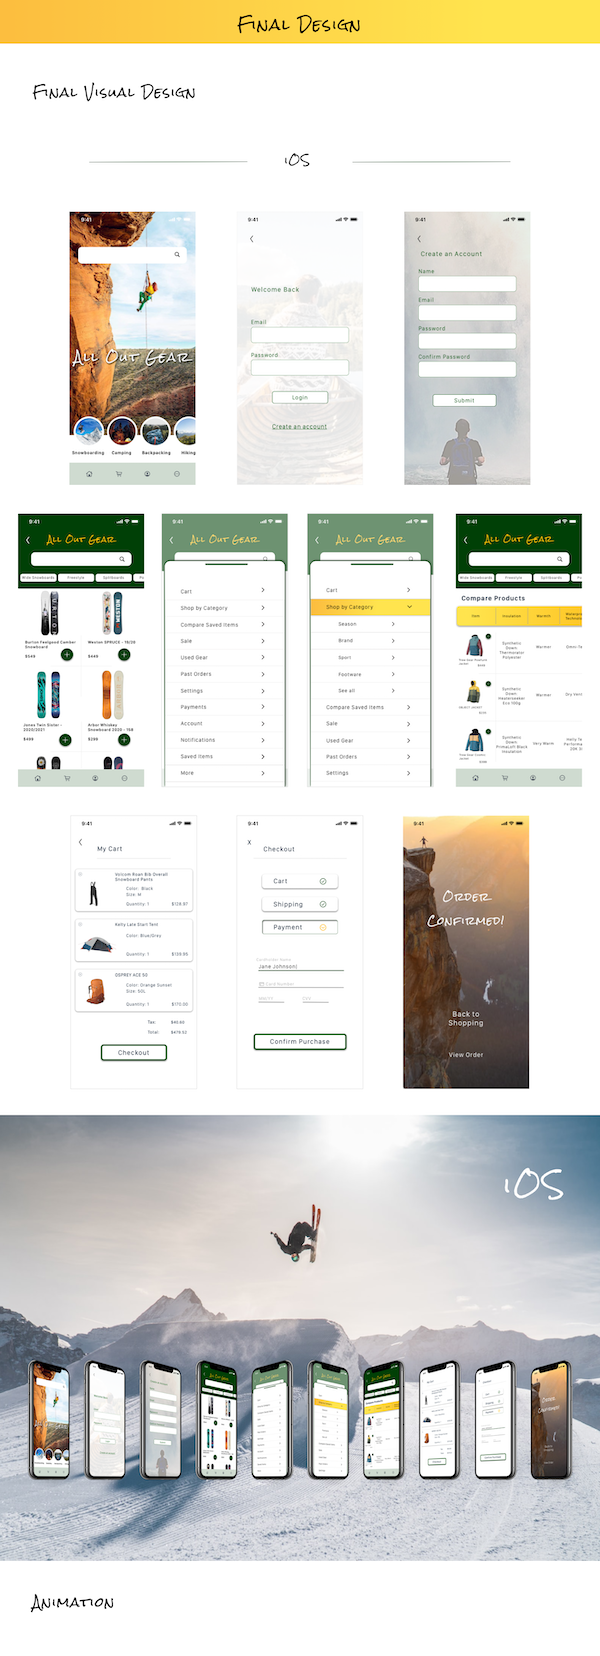 Final Design
Final Visual Design
iOS
9:41
All Out Gear
Snowboarding Camping Backpacking Hiking
9:41
Welcome Back
Email
Password
Login
Create an account
9:41
Create an Account
Name
Email
Password
Confirm Password
Submit
9:41
All Out Gear
Wide Snowboards Freestyle Splitboards
Burton Feelgood Camber
Snowboard
$549
Weston SPRUCE - 19/20
$449
Jones Twin Sister -
2020/2021
$499
Arbor Whiskey
Snowboard 2020 - 158
$299
9:41
All Out Gear
Cart
Shop by Category
Compare Saved Items
Sale
Used Gear
Past Orders
Settings
Payments
Account
Notifications
Saved Items
More
9:41
All Out Gear
Cart
Shop by Category
Season
Brand
Sport
Footware
See all
Compare Saved Items
Sale
Used Gear
Past Orders
Settings
9:41
All Out Gear
Wide Snowboards Freestyle Splitboards
Compare Products
Item Insulation Warmth
Synthetic
Down
Thermolator
Polyester
Warmer
Synthetic
Down
Eco 100g
Warmer
Synthetic
Down
PrimaLoft Black
Insulation
Very Warm
9:41
My Cart
Volcom Roan Bib Overall
Snowboard Pants
Color: Black
Size: M
Quantity: 1 $128.97
Kelty Late Start Tent
Color: Blue/Grey
Quantity: 1 $139.95
OSPREY ACE 50
Color: Orange Sunset
Size: 50L
Quantity: 1 $170.00
Tax: $40.60
Total: $479.52
Checkout
9:41
X Checkout
Cart
Shipping
Payment
Cardholder Name
Jane Johnson
Card Number
MM/YY CVV
Confirm Purchase
9:41
Order
Confirmed!
Back to
Shopping
View Order
iOS
Animation